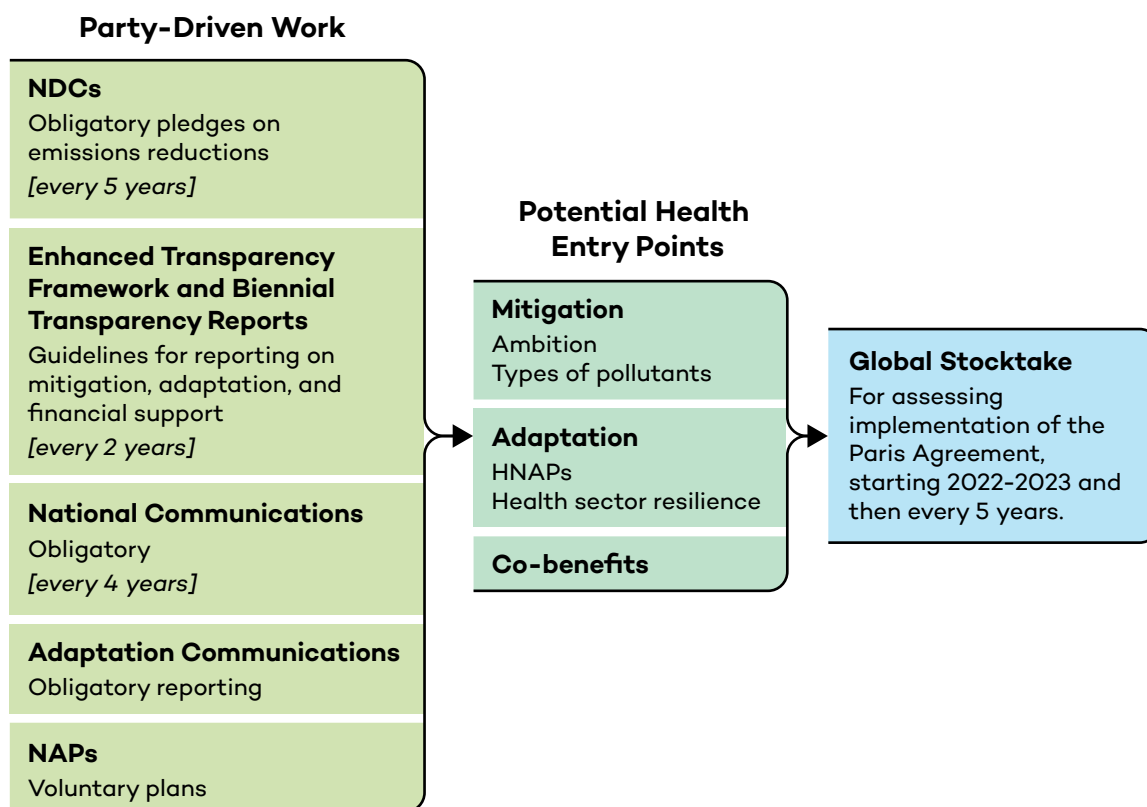 Party-Driven Work
NDCs
Obligatory pledges on
emissions reductions
[every 5 years]
Enhanced Transparency
Framework and Biennial
Transparency Reports
Guidelines for reporting on
mitigation, adaptation, and
financial support
[every 2 years]
National Communications
Obligatory
[every 4 years]
Adaptation Communications
Obligatory reporting
NAPs
Voluntary plans
Potential Health
Entry Points
Mitigation
Ambition
Types of pollutants
Adaptation
HNAPs
Health sector resilience
Co-benefits
Global Stocktake
For assessing
implementation of the
Paris Agreement,
starting 2022-2023 and
then every 5 years.